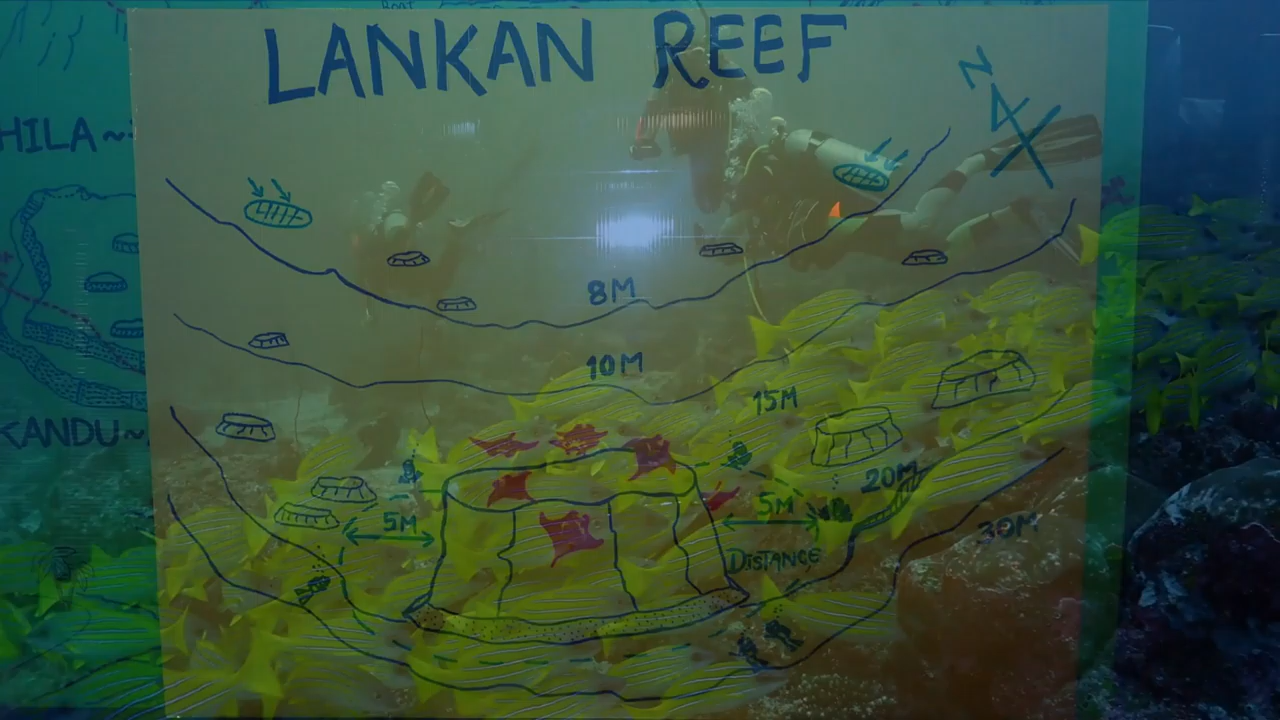 LANKAN REEF
N
HILA~
8M
10M
15M
KANDU~
20M
5M
5M
30M
DISTANCE